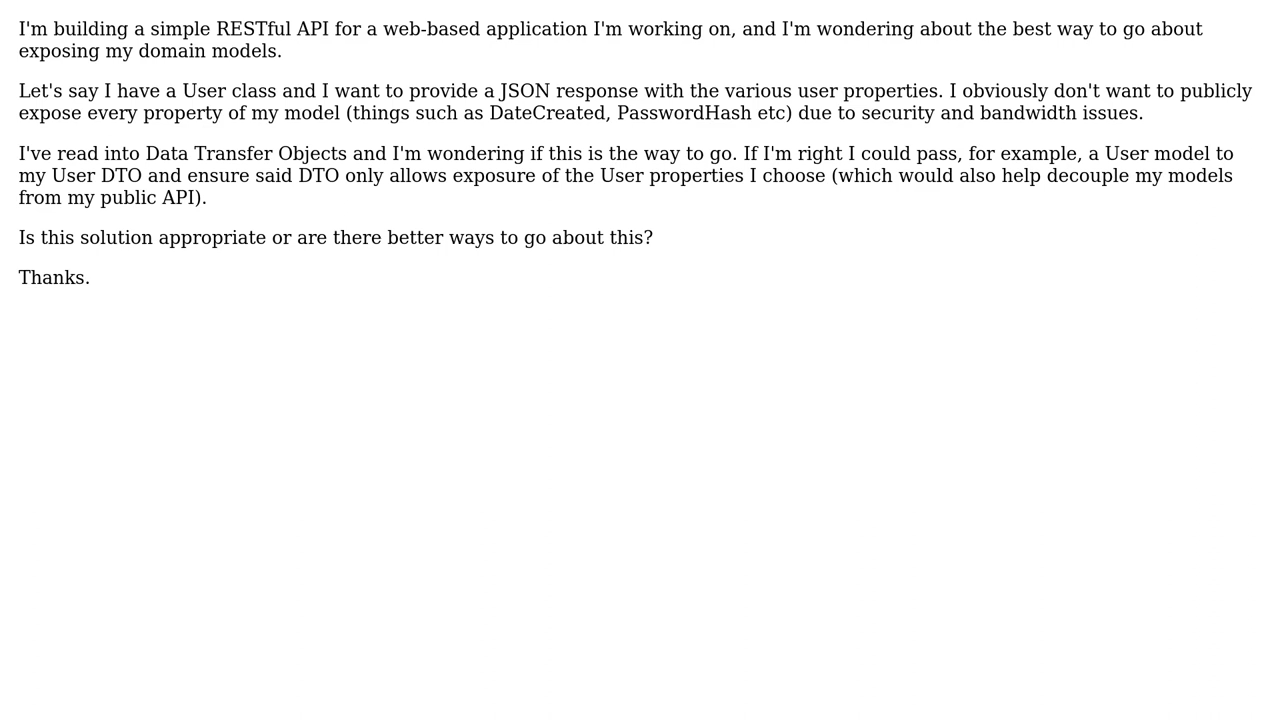 I'm building a simple RESTful API for a web-based application I'm working on, and I'm wondering about the best way to go about
exposing my domain models.
Let's say I have a User class and I want to provide a JSON response with the various user properties. I obviously don't want to publicly
expose every property of my model (things such as DateCreated, PasswordHash etc) due to security and bandwidth issues.
I've read into Data Transfer Objects and I'm wondering if this is the way to go. If I'm right I could pass, for example, a User model to
my User DTO and ensure said DTO only allows exposure of the User properties I choose (which would also help decouple my models
from my public API).
Is this solution appropriate or are there better ways to go about this?
Thanks.